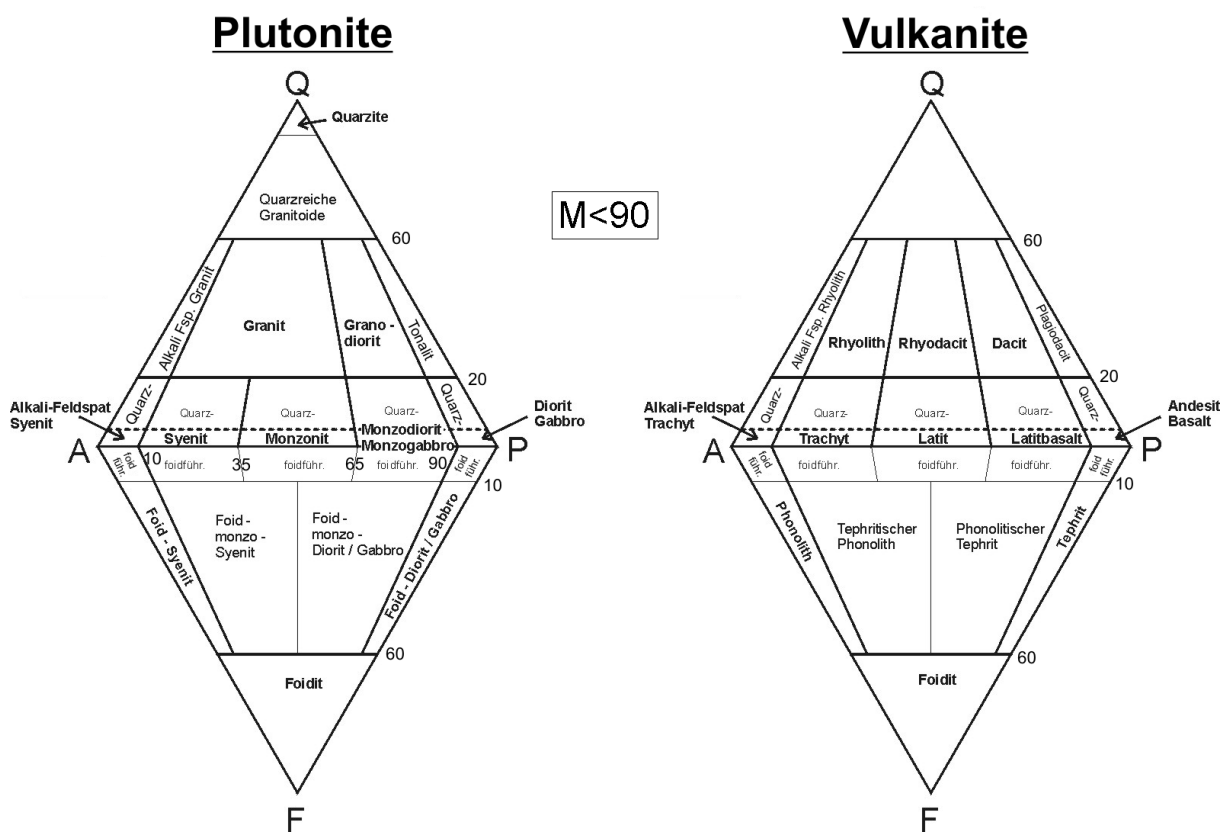 Plutonite
Q
Quarzite
Quarzreiche
Granitoide
60
Alkali Fsp. Granit
Granit
Grano -
diorit
Tonalit
20
Quarz-
Quarz-
Quarz-
Quarz-
Quarz-
Alkali-Feldspat
Syenit
Diorit
Gabbro
Syenit
Monzonit
Monzodiorit
Monzogabbro
A
P
10
35
65
90
foid
führ.
foidführ.
foidführ.
foidführ.
foid
führ.
10
Foid - Syenit
Foid -
monzo -
Syenit
Foid -
monzo -
Diorit / Gabbro
Foid - Diorit / Gabbro
60
Foidit
F
M<90
Vulkanite
Q
60
Alkali Fsp. Rhyolith
Rhyolith
Rhyodacit
Dacit
Plagiodacit
20
Quarz-
Quarz-
Quarz-
Quarz-
Quarz-
Alkali-Feldspat
Trachyt
Andesit
Basalt
Trachyt
Latit
Latitbasalt
A
P
foid
führ.
foidführ.
foidführ.
foidführ.
foid
führ.
10
Phonolith
Tephritischer
Phonolith
Phonolitischer
Tephrit
Tephrit
60
Foidit
F